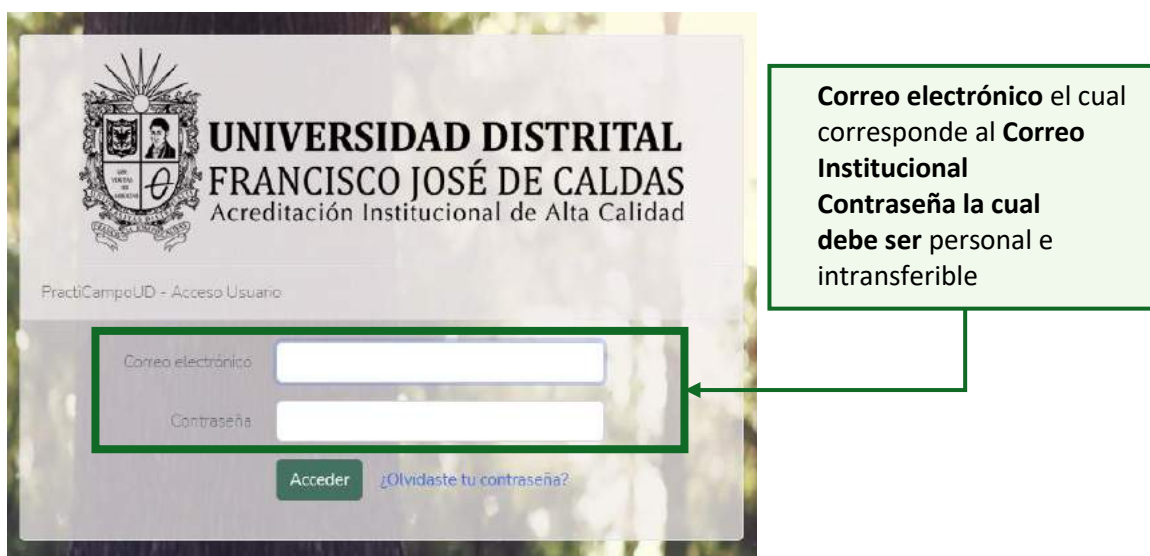 UNIVERSIDAD DISTRITAL
FRANCISCO JOSÉ DE CALDAS
Acreditación Institucional de Alta Calidad
PractiCampoUD - Acceso Usuario
Correo electrónico
Contraseña
Acceder ¿Olvidaste tu contraseña?
Correo electrónico el cual
corresponde al Correo
Institucional
Contraseña la cual
debe ser personal e
intransferible